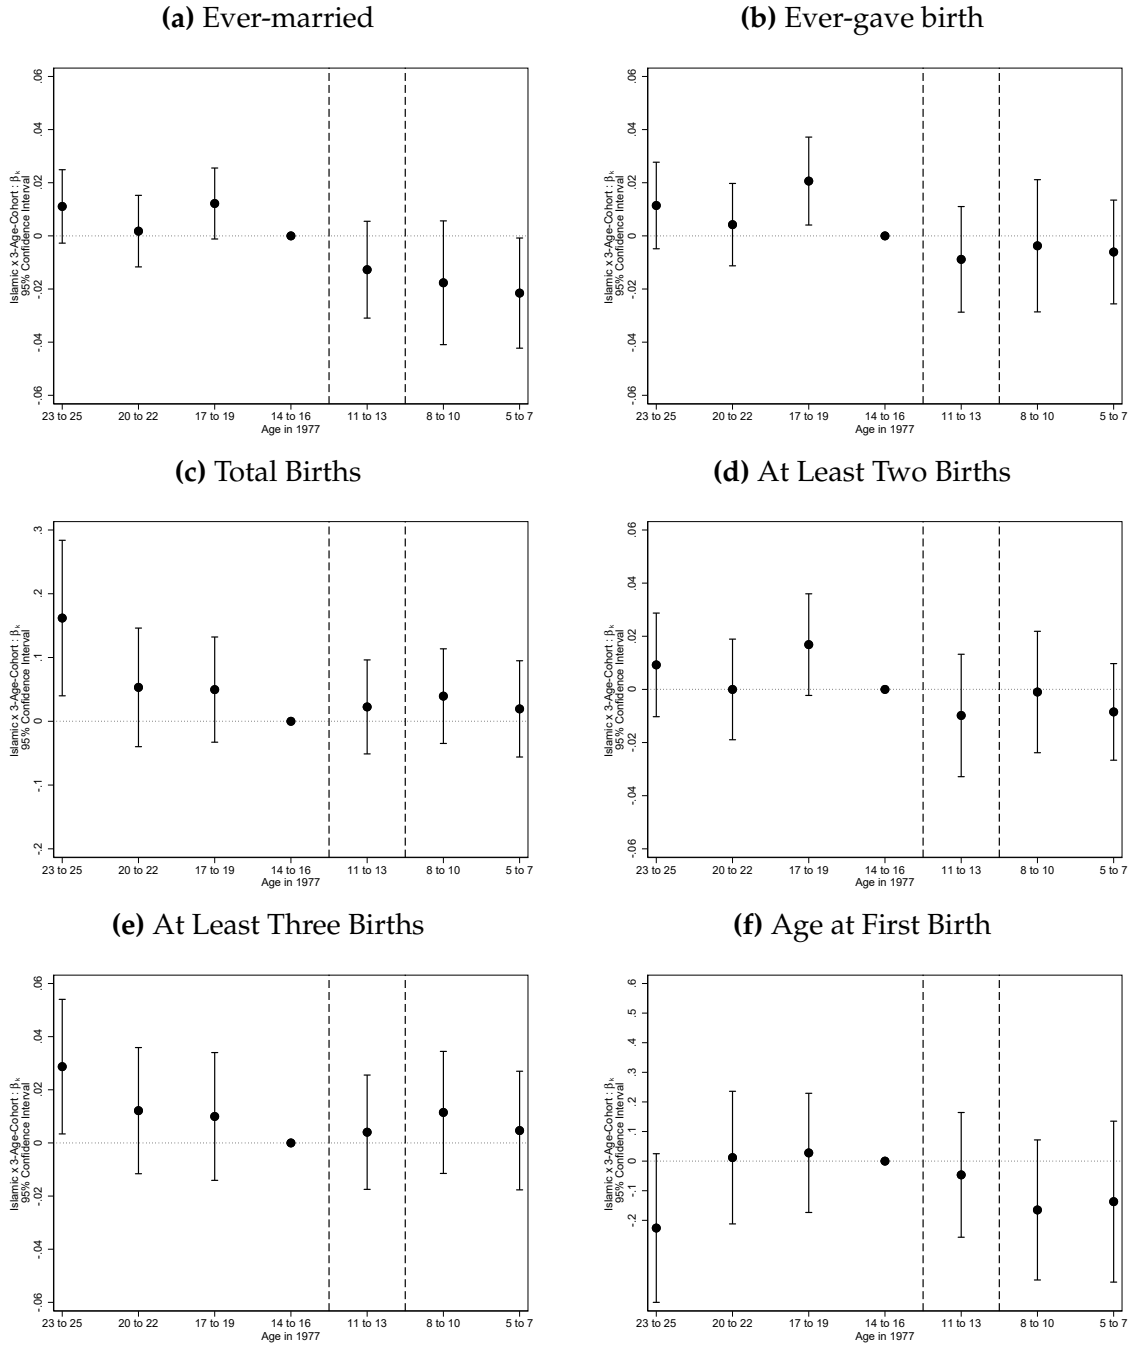 (a) Ever-married
Islamic x 3-Age-Cohort : βk
95% Confidence Interval
.06
.04
.02
0
-.02
-.04
-.06
23 to 25 20 to 22 17 to 19 14 to 16 11 to 13 8 to 10 5 to 7
Age in 1977
(b) Ever-gave birth
Islamic x 3-Age-Cohort : βk
95% Confidence Interval
.06
.04
.02
0
-.02
-.04
-.06
23 to 25 20 to 22 17 to 19 14 to 16 11 to 13 8 to 10 5 to 7
Age in 1977
(c) Total Births
Islamic x 3-Age-Cohort : βk
95% Confidence Interval
.3
.2
.1
0
-.1
-.2
23 to 25 20 to 22 17 to 19 14 to 16 11 to 13 8 to 10 5 to 7
Age in 1977
(d) At Least Two Births
Islamic x 3-Age-Cohort : βk
95% Confidence Interval
.06
.04
.02
0
-.02
-.04
-.06
23 to 25 20 to 22 17 to 19 14 to 16 11 to 13 8 to 10 5 to 7
Age in 1977
(e) At Least Three Births
Islamic x 3-Age-Cohort : βk
95% Confidence Interval
.06
.04
.02
0
-.02
-.04
-.06
23 to 25 20 to 22 17 to 19 14 to 16 11 to 13 8 to 10 5 to 7
Age in 1977
(f) Age at First Birth
Islamic x 3-Age-Cohort : βk
95% Confidence Interval
.6
.5
.4
.3
.2
.1
0
-.1
-.2
23 to 25 20 to 22 17 to 19 14 to 16 11 to 13 8 to 10 5 to 7
Age in 1977